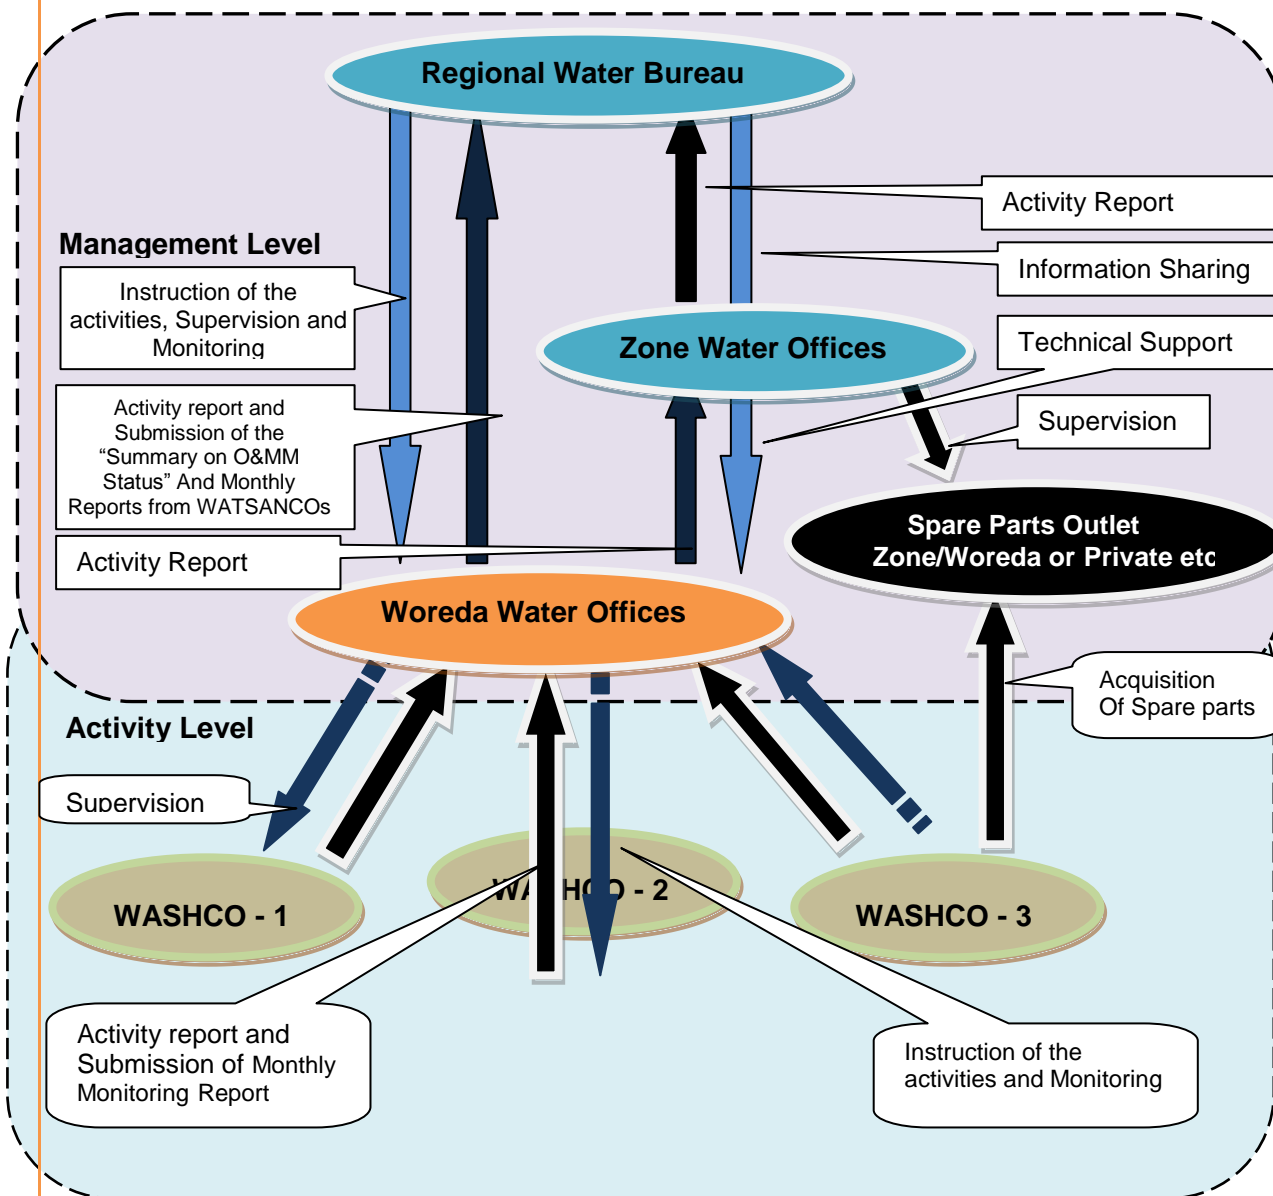 Regional Water Bureau
Activity Report
Management Level
Information Sharing
Instruction of the
activities, Supervision and
Monitoring
Zone Water Offices
Technical Support
Activity report and
Submission of the
“Summary on O&MM
Status” And Monthly
Reports from WATSANCOs
Supervision
Spare Parts Outlet
Zone/Woreda or Private etc
Activity Report
Woreda Water Offices
Acquisition
Of Spare parts
Activity Level
Supervision
WASHCO - 1
WASHCO - 2
WASHCO - 3
Activity report and
Submission of Monthly
Monitoring Report
Instruction of the
activities and Monitoring